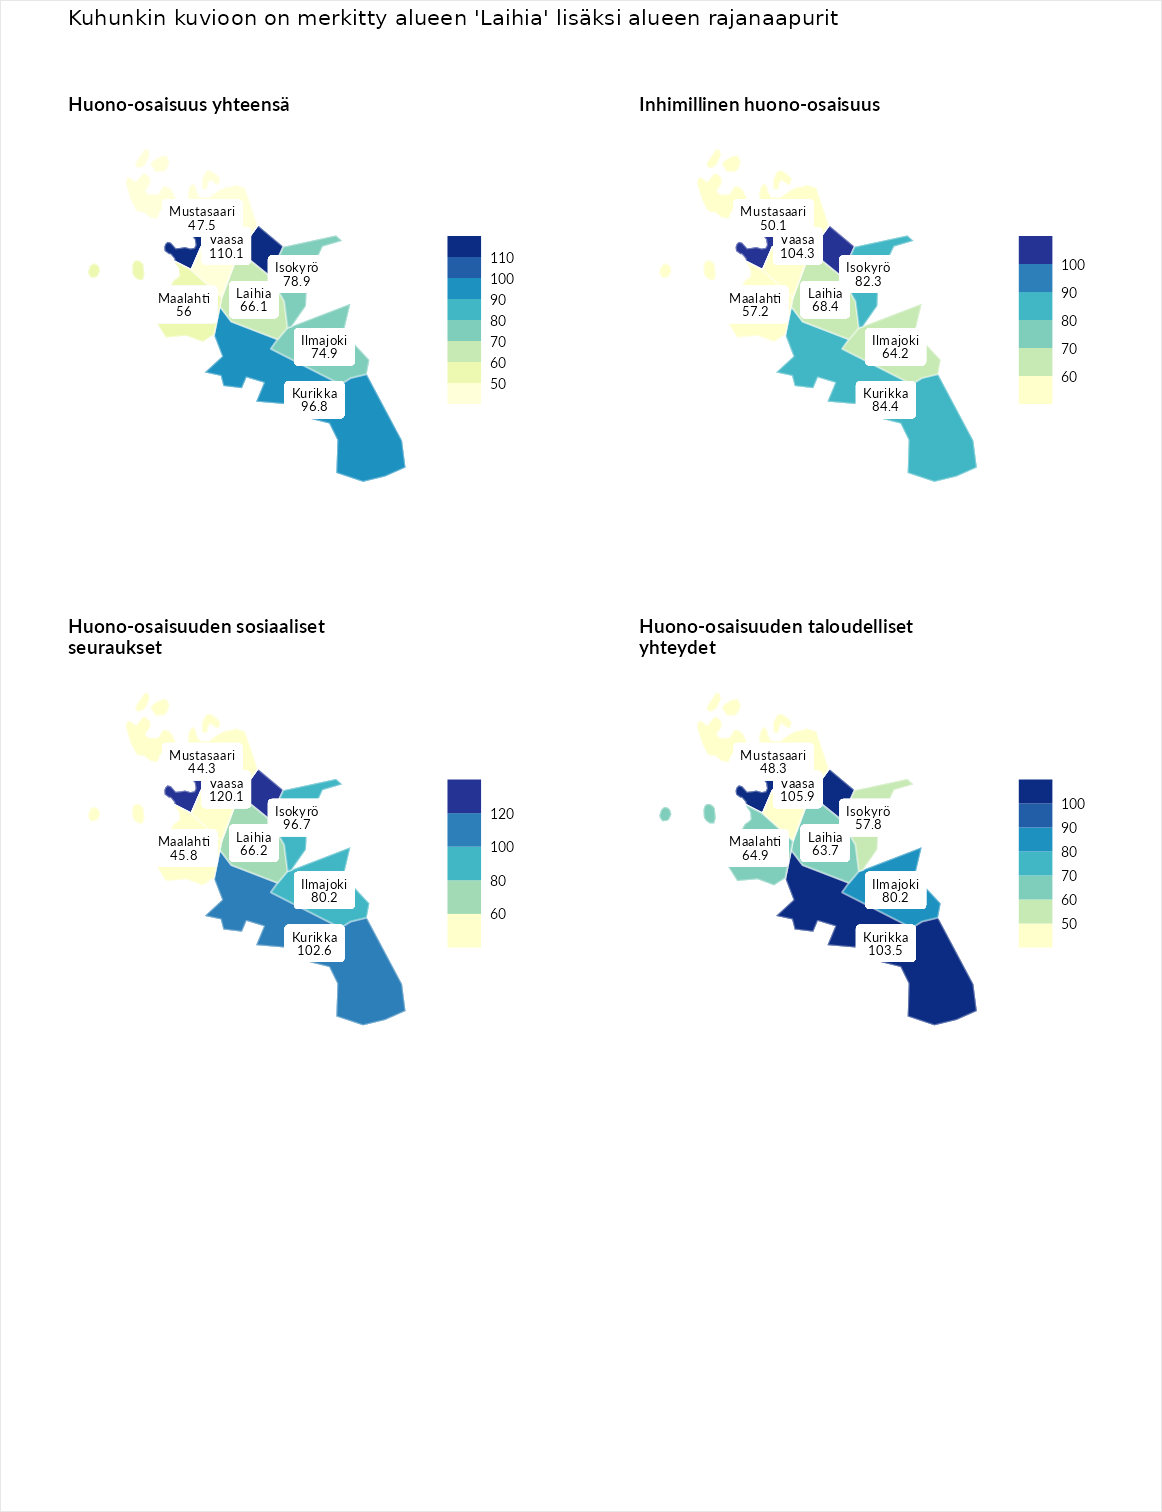 Kuhunkin kuvioon on merkitty alueen 'Laihia' lisäksi alueen rajanaapurit
Huono-osaisuus yhteensä
Mustasaari
47.5
Vaasa
110.1
Isokyrö
78.9
Maalahti
56
Laihia
66.1
Ilmajoki
74.9
Kurikka
96.8
110
100
90
80
70
60
50
Inhimillinen huono-osaisuus
Mustasaari
50.1
Vaasa
104.3
Isokyrö
82.3
Maalahti
57.2
Laihia
68.4
Ilmajoki
64.2
Kurikka
84.4
100
90
80
70
60
Huono-osaisuuden sosiaaliset
seuraukset
Mustasaari
44.3
Vaasa
120.1
Isokyrö
96.7
Maalahti
45.8
Laihia
66.2
Ilmajoki
80.2
Kurikka
102.6
120
100
80
60
Huono-osaisuuden taloudelliset
yhteydet
Mustasaari
48.3
Vaasa
105.9
Isokyrö
57.8
Maalahti
64.9
Laihia
63.7
Ilmajoki
80.2
Kurikka
103.5
100
90
80
70
60
50